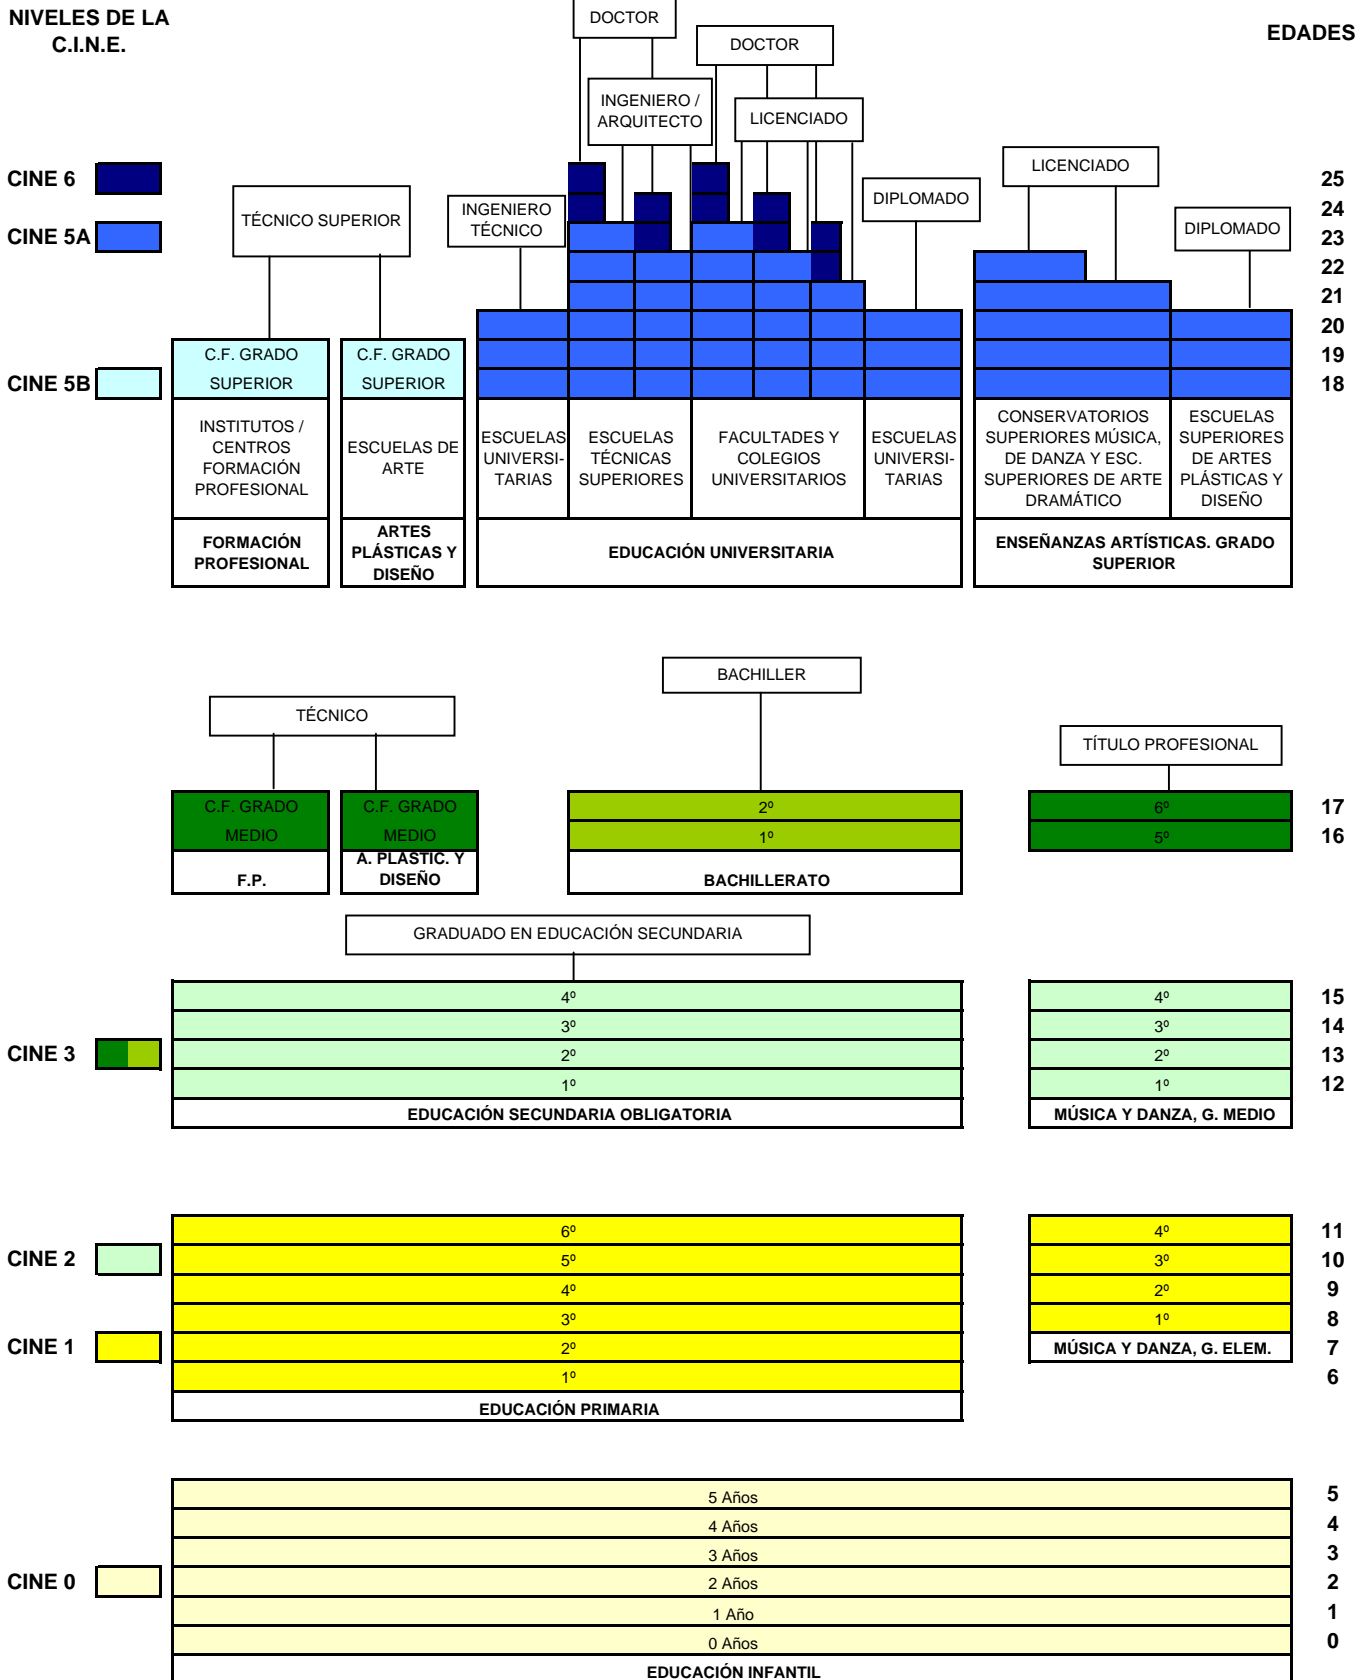 NIVELES DE LA
C.I.N.E.
EDADES
DOCTOR
DOCTOR
INGENIERO /
ARQUITECTO
LICENCIADO
LICENCIADO
CINE 6
25
TÉCNICO SUPERIOR
INGENIERO
TÉCNICO
DIPLOMADO
24
CINE 5A
DIPLOMADO
23
22
21
20
C.F. GRADO
SUPERIOR
C.F. GRADO
SUPERIOR
19
CINE 5B
18
INSTITUTOS /
CENTROS
FORMACIÓN
PROFESIONAL
ESCUELAS DE
ARTE
ESCUELAS
UNIVERSI-
TARIAS
ESCUELAS
TÉCNICAS
SUPERIORES
FACULTADES Y
COLEGIOS
UNIVERSITARIOS
ESCUELAS
UNIVERSI-
TARIAS
CONSERVATORIOS
SUPERIORES MÚSICA,
DE DANZA Y ESC.
SUPERIORES DE ARTE
DRAMÁTICO
ESCUELAS
SUPERIORES
DE ARTES
PLÁSTICAS Y
DISEÑO
FORMACIÓN
PROFESIONAL
ARTES
PLÁSTICAS Y
DISEÑO
EDUCACIÓN UNIVERSITARIA
ENSEÑANZAS ARTÍSTICAS. GRADO
SUPERIOR
BACHILLER
TÉCNICO
TÍTULO PROFESIONAL
C.F. GRADO
MEDIO
C.F. GRADO
MEDIO
2º
6º
17
1º
5º
16
F.P.
A. PLASTIC. Y
DISEÑO
BACHILLERATO
GRADUADO EN EDUCACIÓN SECUNDARIA
4º
4º
15
3º
3º
14
CINE 3
2º
2º
13
1º
1º
12
EDUCACIÓN SECUNDARIA OBLIGATORIA
MÚSICA Y DANZA, G. MEDIO
6º
4º
11
CINE 2
5º
3º
10
4º
2º
9
3º
1º
8
CINE 1
2º
MÚSICA Y DANZA, G. ELEM.
7
1º
6
EDUCACIÓN PRIMARIA
5 Años
5
4 Años
4
3 Años
3
CINE 0
2 Años
2
1 Año
1
0 Años
0
EDUCACIÓN INFANTIL